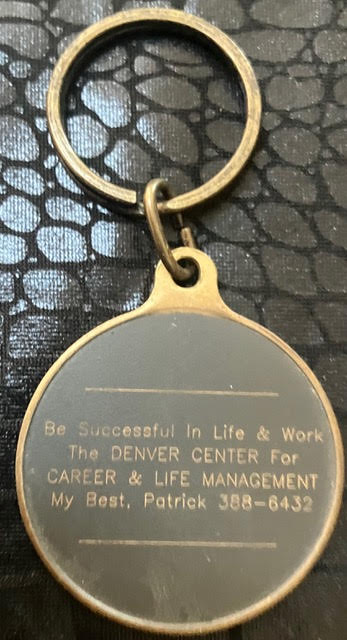 Be Successful In Life & Work
The DENVER CENTER For
CAREER & LIFE MANAGEMENT
My Best, Patrick 388-6432